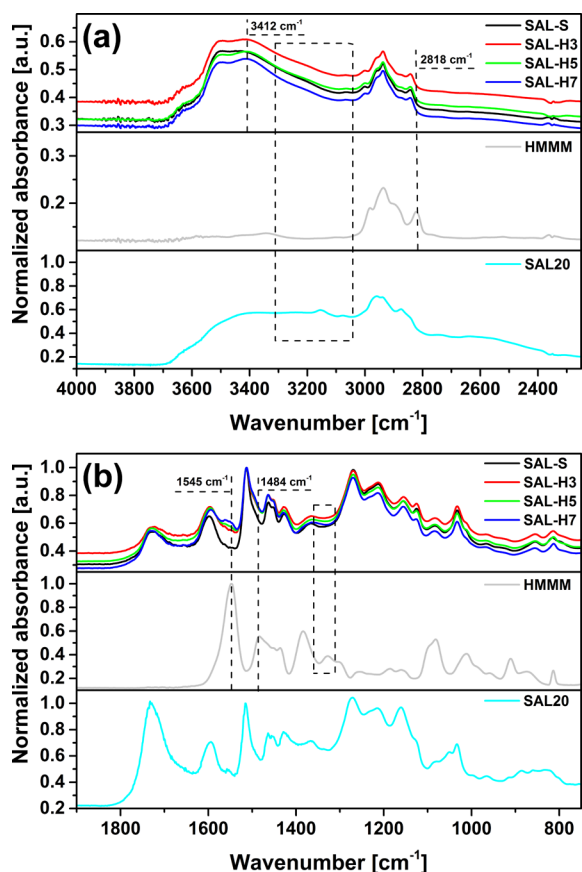 (a)
3412 cm⁻¹
2818 cm⁻¹
SAL-S
SAL-H3
SAL-H5
SAL-H7
0.6
0.5
0.4
0.3
HMMM
0.3
0.2
SAL20
1.0
0.8
0.6
0.4
0.2
Normalized absorbance [a.u.]
4000 3800 3600 3400 3200 3000 2800 2600 2400
Wavenumber [cm⁻¹]
(b)
1545 cm⁻¹
1484 cm⁻¹
SAL-S
SAL-H3
SAL-H5
SAL-H7
1.0
0.8
0.6
0.4
HMMM
1.0
0.8
0.6
0.4
0.2
SAL20
1.0
0.8
0.6
0.4
0.2
Normalized absorbance [a.u.]
1800 1600 1400 1200 1000 800
Wavenumber [cm⁻¹]